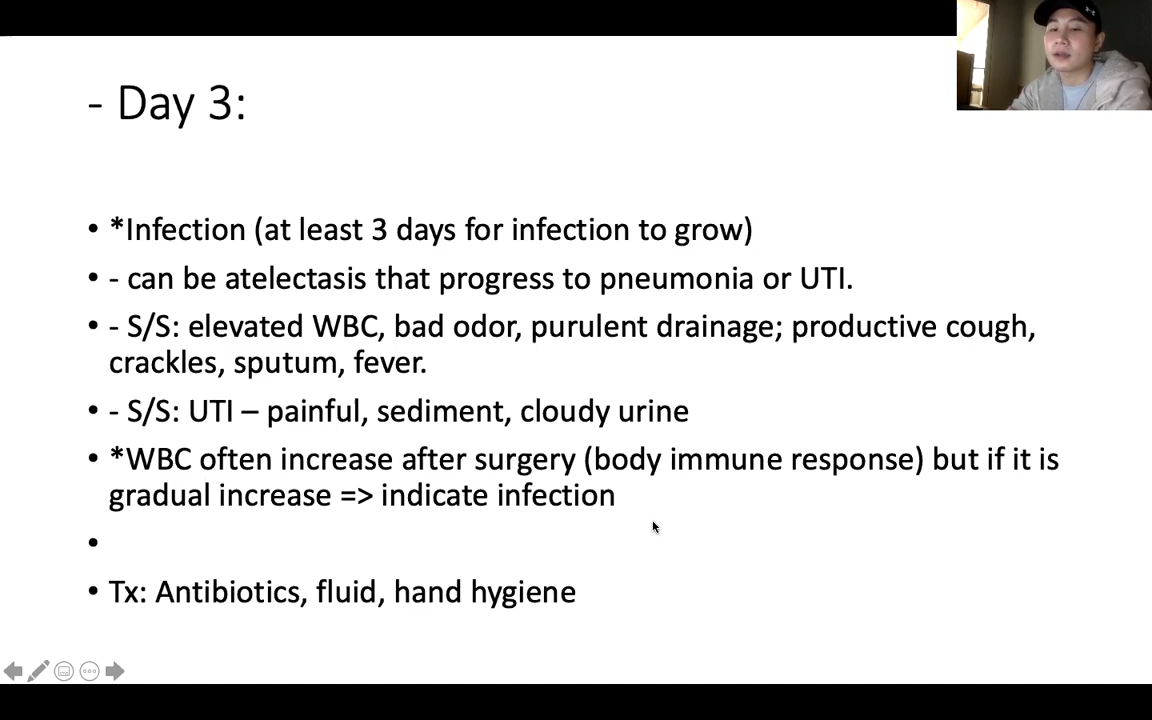 - Day 3:
• *Infection (at least 3 days for infection to grow)
• - can be atelectasis that progress to pneumonia or UTI.
• - S/S: elevated WBC, bad odor, purulent drainage; productive cough,
crackles, sputum, fever.
• - S/S: UTI – painful, sediment, cloudy urine
• *WBC often increase after surgery (body immune response) but if it is
gradual increase => indicate infection
•
• Tx: Antibiotics, fluid, hand hygiene